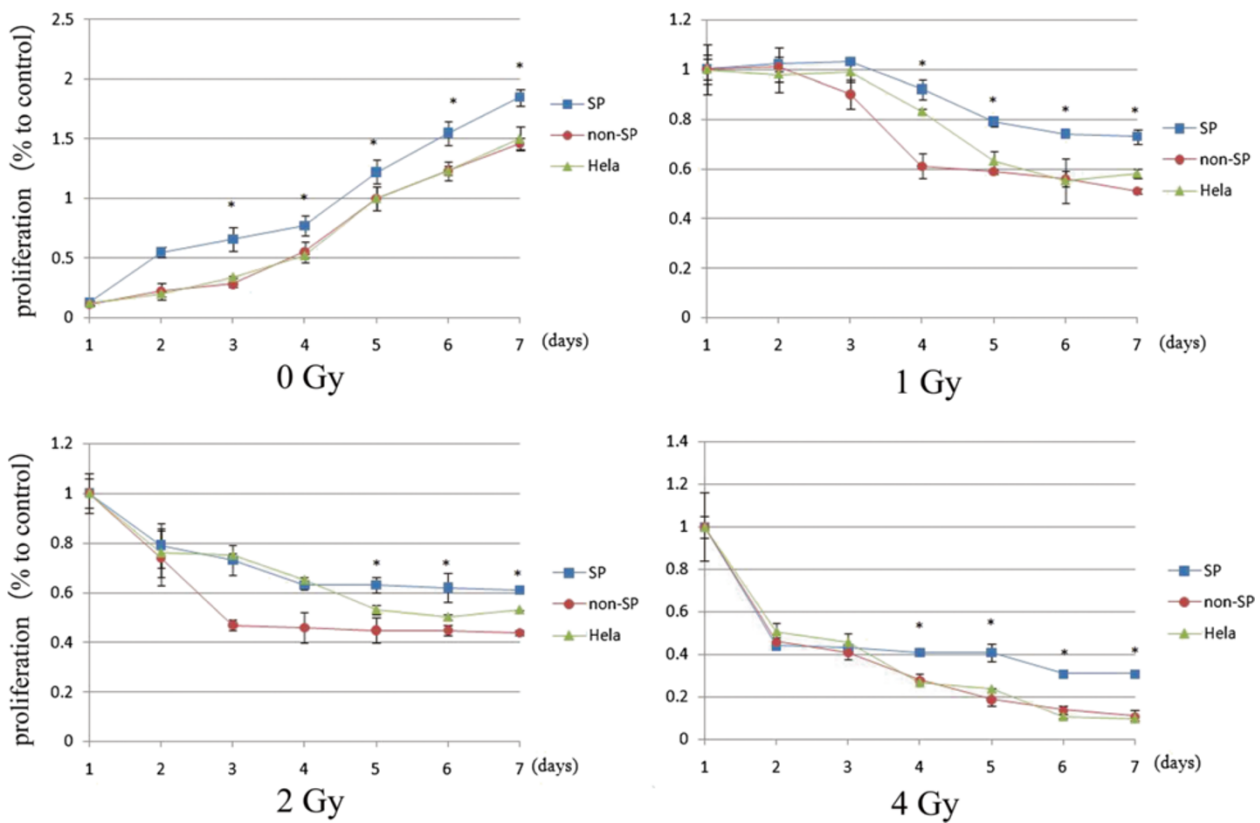 proliferation (% to control)
2.5
2
1.5
1
0.5
0
* * * * *
SP
non-SP
Hela
1 2 3 4 5 6 7 (days)
0 Gy
1.2
1
0.8
0.6
0.4
0.2
0
* * * *
SP
non-SP
Hela
1 2 3 4 5 6 7 (days)
1 Gy
proliferation (% to control)
1.2
1
0.8
0.6
0.4
0.2
0
* * *
SP
non-SP
Hela
1 2 3 4 5 6 7 (days)
2 Gy
1.4
1.2
1
0.8
0.6
0.4
0.2
0
* * * *
SP
non-SP
Hela
1 2 3 4 5 6 7 (days)
4 Gy